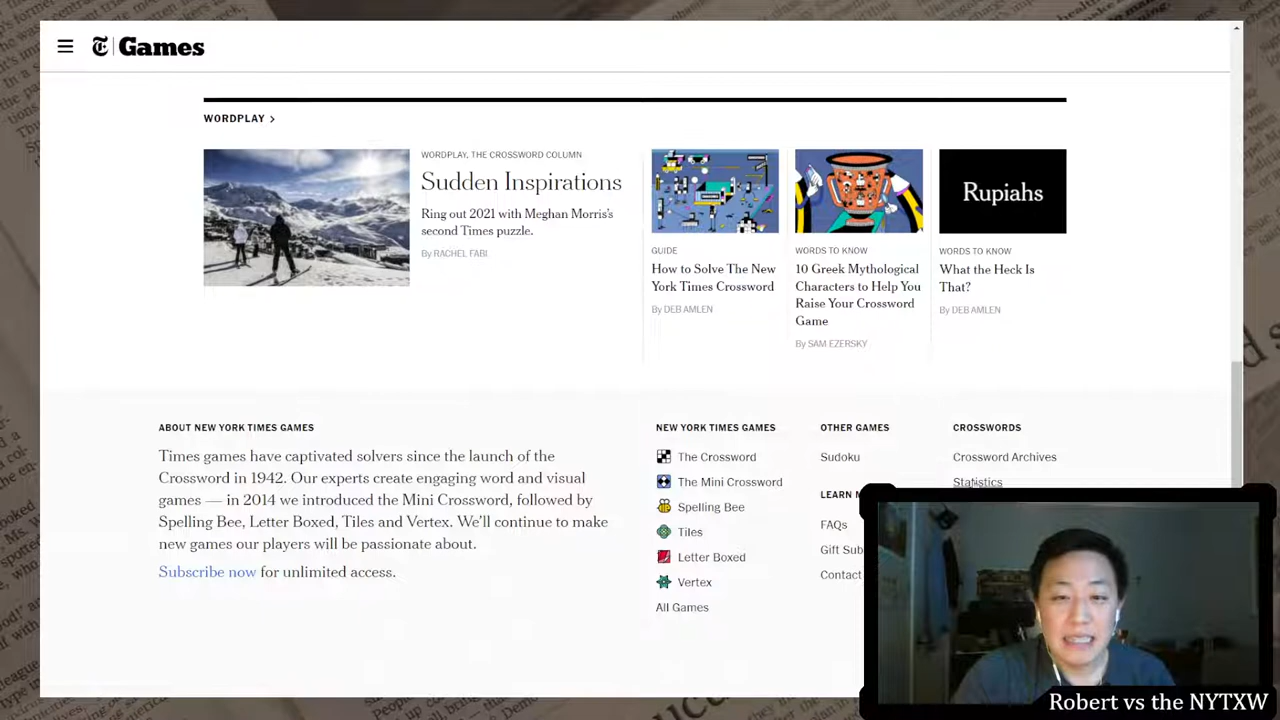 Games
WORDPLAY >
WORDPLAY, THE CROSSWORD COLUMN
Sudden Inspirations
Ring out 2021 with Meghan Morris's
second Times puzzle.
By RACHEL FABI
GUIDE
How to Solve The New
York Times Crossword
By DEB AMLEN
WORDS TO KNOW
10 Greek Mythological
Characters to Help You
Raise Your Crossword
Game
By SAM EZERSKY
Rupiahs
WORDS TO KNOW
What the Heck Is
That?
By DEB AMLEN
ABOUT NEW YORK TIMES GAMES
Times games have captivated solvers since the launch of the
Crossword in 1942. Our experts create engaging word and visual
games — in 2014 we introduced the Mini Crossword, followed by
Spelling Bee, Letter Boxed, Tiles and Vertex. We'll continue to make
new games our players will be passionate about.
Subscribe now for unlimited access.
NEW YORK TIMES GAMES
The Crossword
The Mini Crossword
Spelling Bee
Tiles
Letter Boxed
Vertex
All Games
OTHER GAMES
Sudoku
LEARN M
FAQs
Gift Sub
Contact
CROSSWORDS
Crossword Archives
Statistics
Robert vs the NYTXW